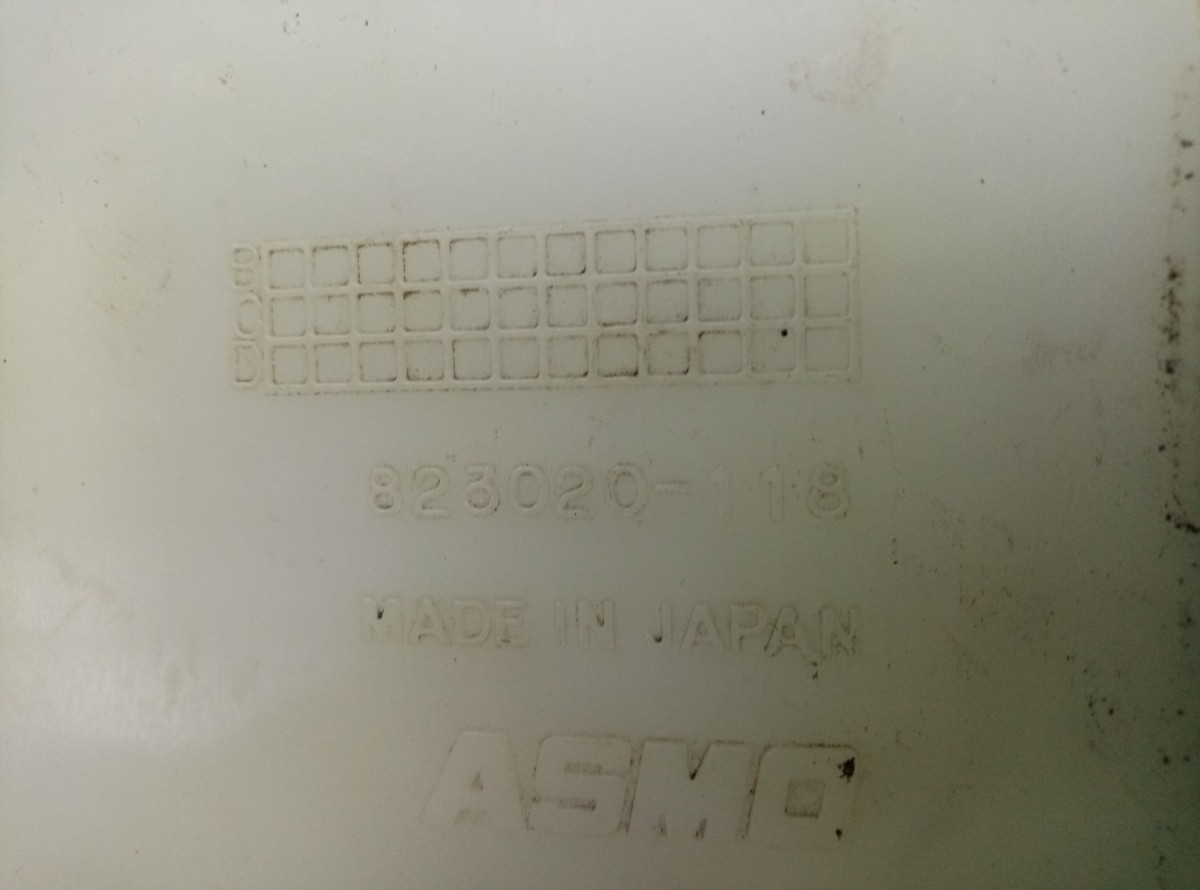 823020-118
MADE IN JAPAN
ASMO